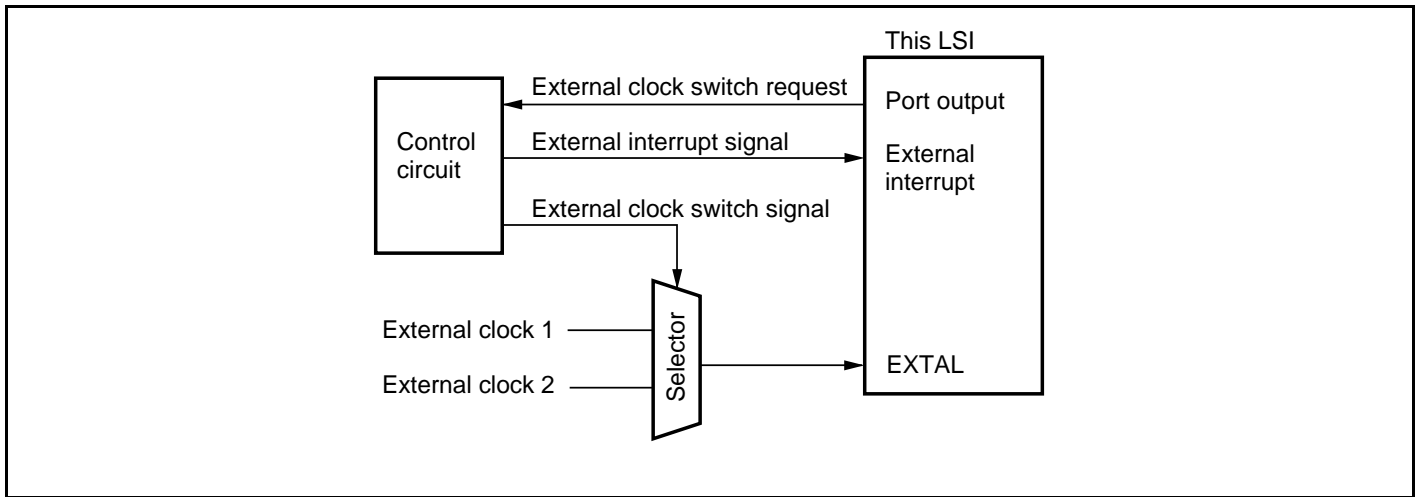 This LSI
External clock switch request
Port output
Control
circuit
External interrupt signal
External
interrupt
External clock switch signal
External clock 1
External clock 2
Selector
EXTAL